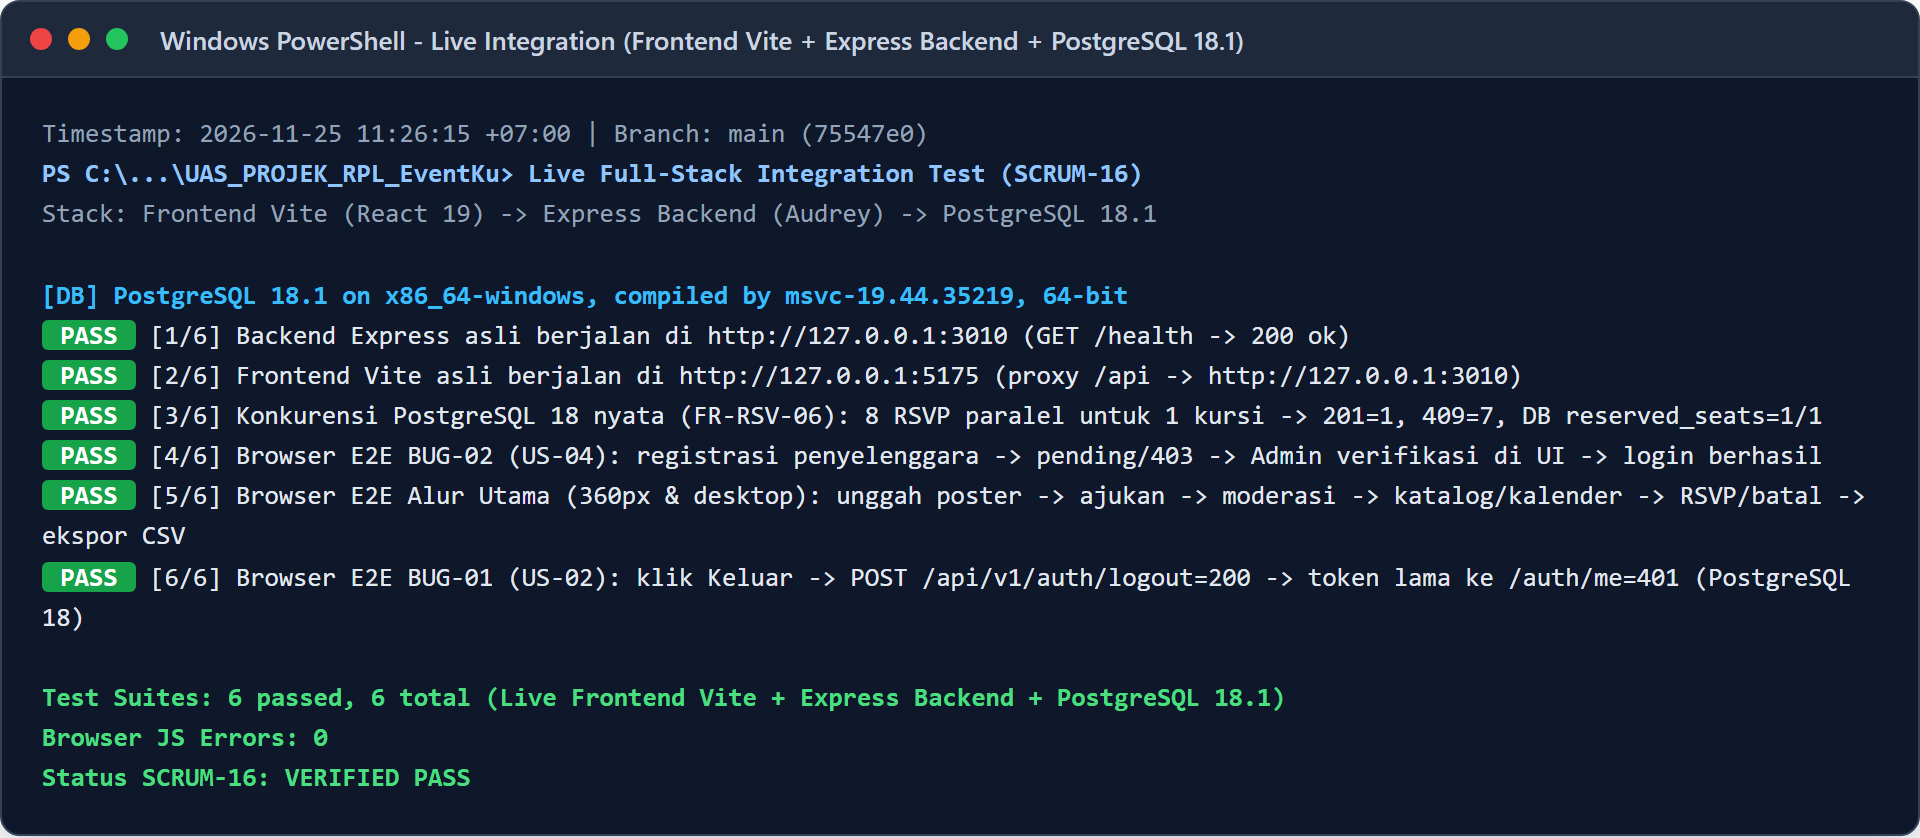 Windows PowerShell - Live Integration (Frontend Vite + Express Backend + PostgreSQL 18.1)
Timestamp: 2026-11-25 11:26:15 +07:00 | Branch: main (75547e0)
PS C:\...\UAS_PROJEK_RPL_EventKu> Live Full-Stack Integration Test (SCRUM-16)
Stack: Frontend Vite (React 19) -> Express Backend (Audrey) -> PostgreSQL 18.1
[DB] PostgreSQL 18.1 on x86_64-windows, compiled by msvc-19.44.35219, 64-bit
PASS [1/6] Backend Express asli berjalan di http://127.0.0.1:3010 (GET /health -> 200 ok)
PASS [2/6] Frontend Vite asli berjalan di http://127.0.0.1:5175 (proxy /api -> http://127.0.0.1:3010)
PASS [3/6] Konkurensi PostgreSQL 18 nyata (FR-RSV-06): 8 RSVP paralel untuk 1 kursi -> 201=1, 409=7, DB reserved_seats=1/1
PASS [4/6] Browser E2E BUG-02 (US-04): registrasi penyelenggara -> pending/403 -> Admin verifikasi di UI -> login berhasil
PASS [5/6] Browser E2E Alur Utama (360px & desktop): unggah poster -> ajukan -> moderasi -> katalog/kalender -> RSVP/batal ->
ekspor CSV
PASS [6/6] Browser E2E BUG-01 (US-02): klik Keluar -> POST /api/v1/auth/logout=200 -> token lama ke /auth/me=401 (PostgreSQL
18)
Test Suites: 6 passed, 6 total (Live Frontend Vite + Express Backend + PostgreSQL 18.1)
Browser JS Errors: 0
Status SCRUM-16: VERIFIED PASS